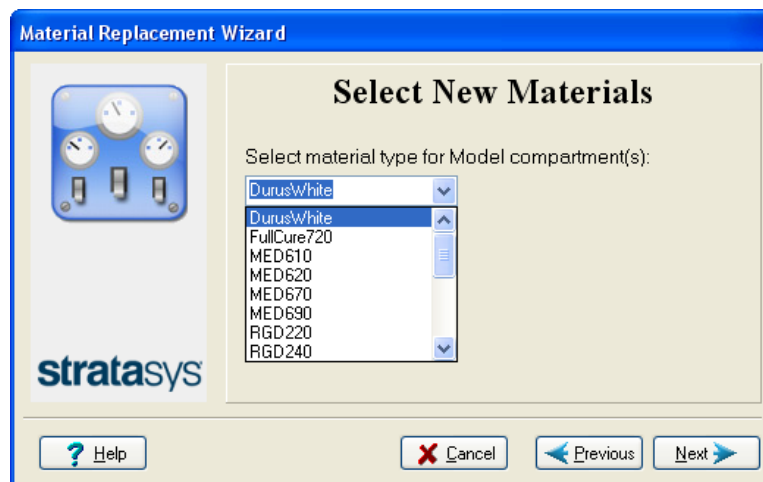 Material Replacement Wizard
Select New Materials
Select material type for Model compartment(s):
DurusWhite
DurusWhite
FullCure720
MED610
MED620
MED670
MED690
RGD220
RGD240
stratasys
? Help
Cancel
Previous
Next